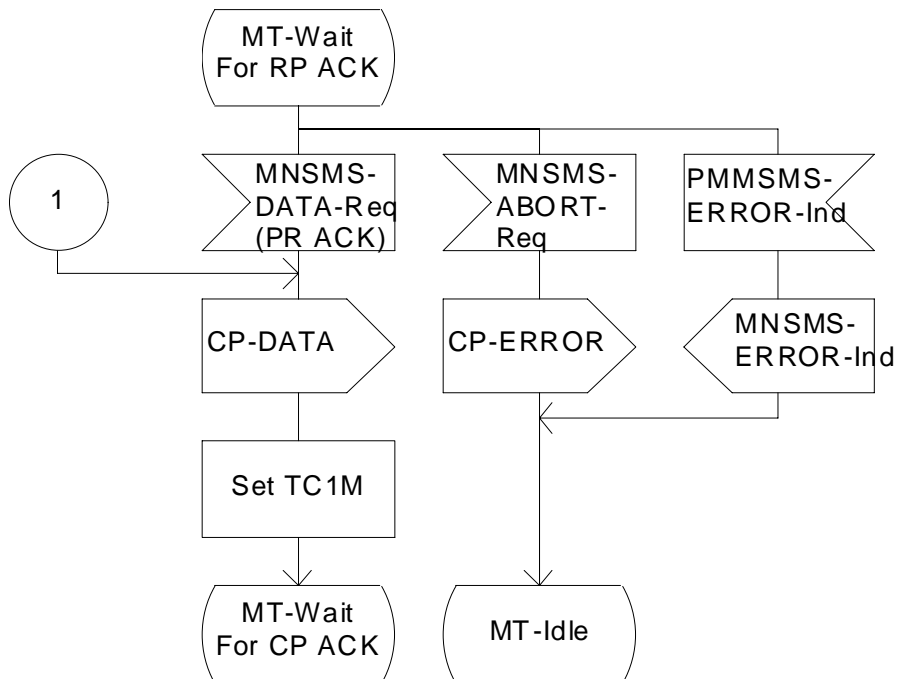 MT-Wait
For RP ACK
1
MNSMS-
DATA-Req
(PR ACK)
MNSMS-
ABORT-
Req
PMMSMS-
ERROR-Ind
CP-DATA
CP-ERROR
MNSMS-
ERROR-Ind
Set TC1M
MT-Wait
For CP ACK
MT-Idle